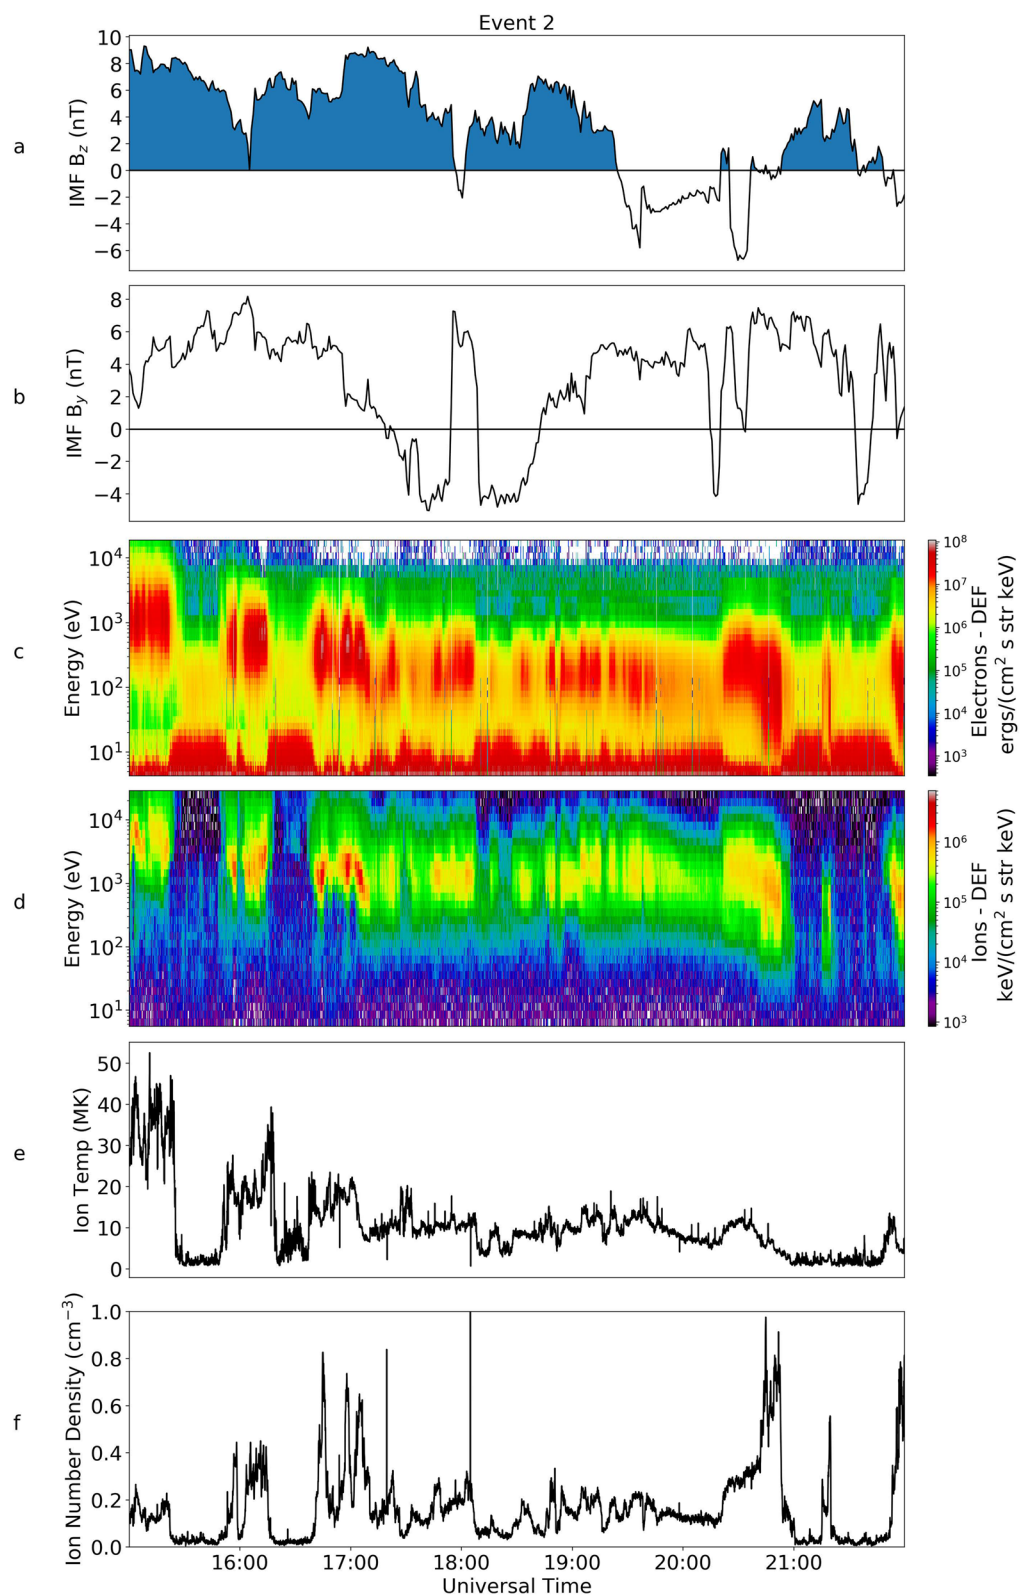 Event 2
a
IMF B_z (nT)
10
8
6
4
2
0
−2
−4
−6
b
IMF B_y (nT)
8
6
4
2
0
−2
−4
c
Energy (eV)
10^4
10^3
10^2
10^1
10^8
10^7
10^6
10^5
10^4
10^3
Electrons - DEF
ergs/(cm^2 s str keV)
d
Energy (eV)
10^4
10^3
10^2
10^1
10^6
10^5
10^4
10^3
Ions - DEF
keV/(cm^2 s str keV)
e
Ion Temp (MK)
50
40
30
20
10
0
f
Ion Number Density (cm^−3)
1.0
0.8
0.6
0.4
0.2
0.0
16:00 17:00 18:00 19:00 20:00 21:00
Universal Time